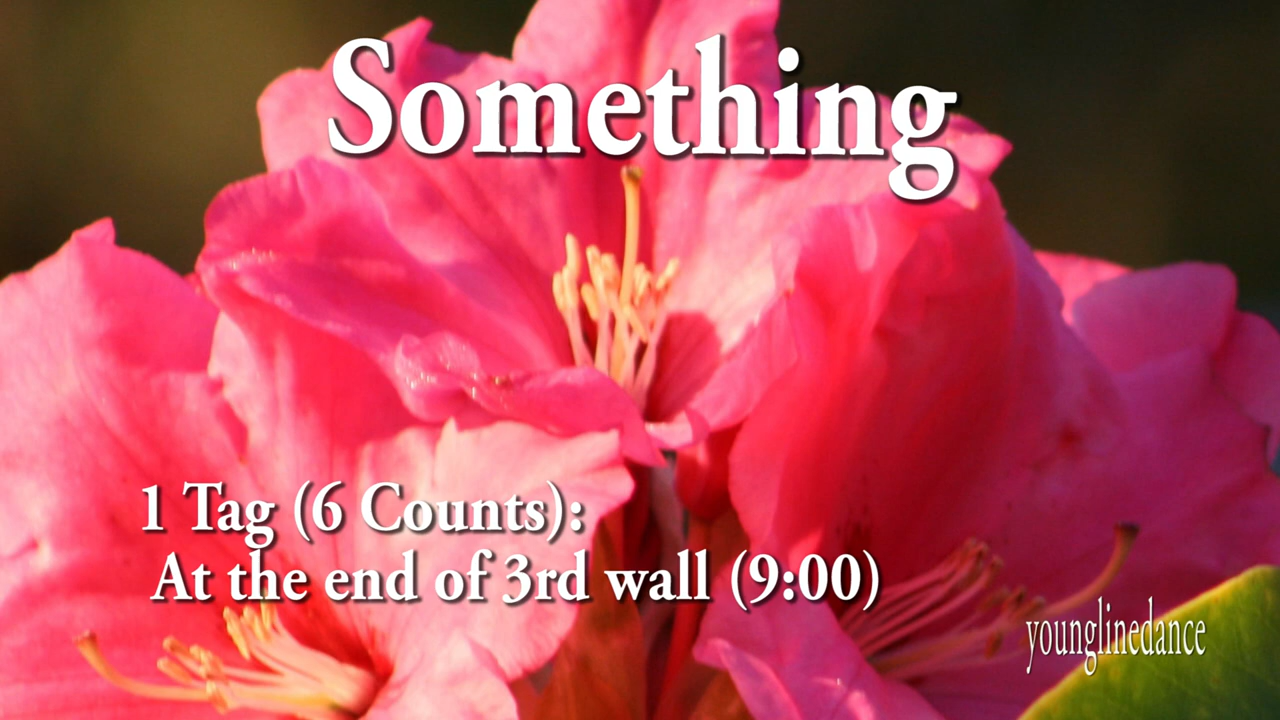 Something
1 Tag (6 Counts):
At the end of 3rd wall (9:00)
younglinedance